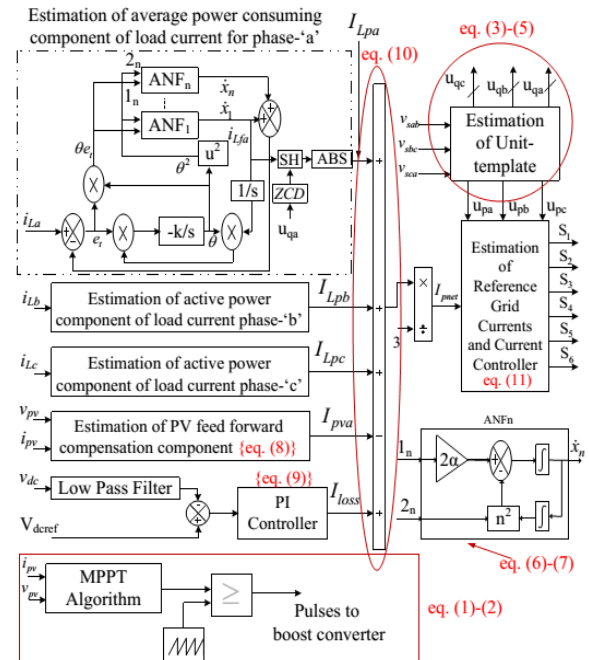 Estimation of average power consuming
component of load current for phase-'a'
I_Lpa
eq. (10)
eq. (3)-(5)
2_n
ANF_n
ẋ_n
1_n
ANF_1
ẋ_1
i_Lfa
θe_t
θ²
u²
SH
ABS
1/s
ZCD
u_qa
i_La
e_t
-k/s
θ
u_qc
u_qb
u_qa
v_sab
v_sbc
v_sca
Estimation
of Unit-
template
u_pa
u_pb
u_pc
Estimation
of
Reference
Grid
Currents
and Current
Controller
eq. (11)
S_1
S_2
S_3
S_4
S_5
S_6
×
÷
3
I_pnet
i_Lb
Estimation of active power
component of load current phase-'b'
I_Lpb
i_Lc
Estimation of active power
component of load current phase-'c'
I_Lpc
v_pv
i_pv
Estimation of PV feed forward
compensation component {eq. (8)}
I_pva
{eq. (9)}
v_dc
Low Pass Filter
V_dcref
PI
Controller
I_loss
ANFn
1_n
2α
∫
ẋ_n
2_n
n²
∫
eq. (6)-(7)
i_pv
v_pv
MPPT
Algorithm
≥
Pulses to
boost converter
eq. (1)-(2)